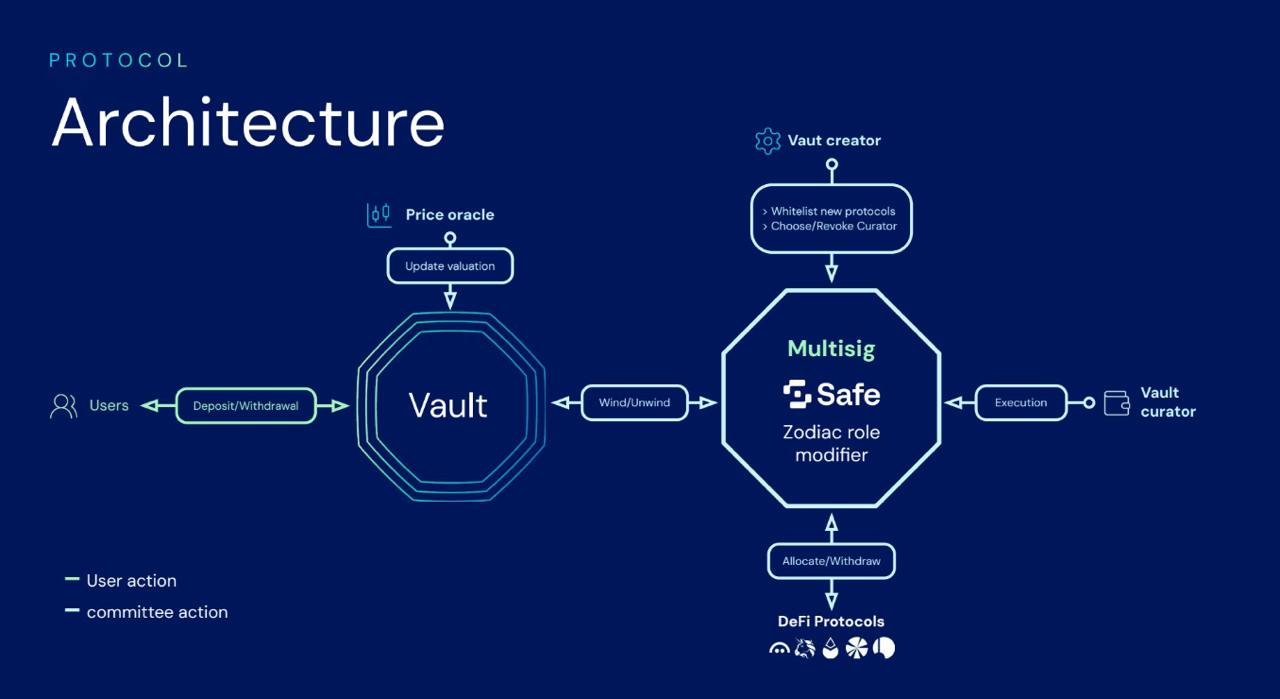 PROTOCOL
Architecture
Vaut creator
> Whitelist new protocols
> Choose/Revoke Curator
Price oracle
Update valuation
Users
Deposit/Withdrawal
Vault
Wind/Unwind
Multisig
Safe
Zodiac role
modifier
Execution
Vault
curator
Allocate/Withdraw
DeFi Protocols
User action
committee action